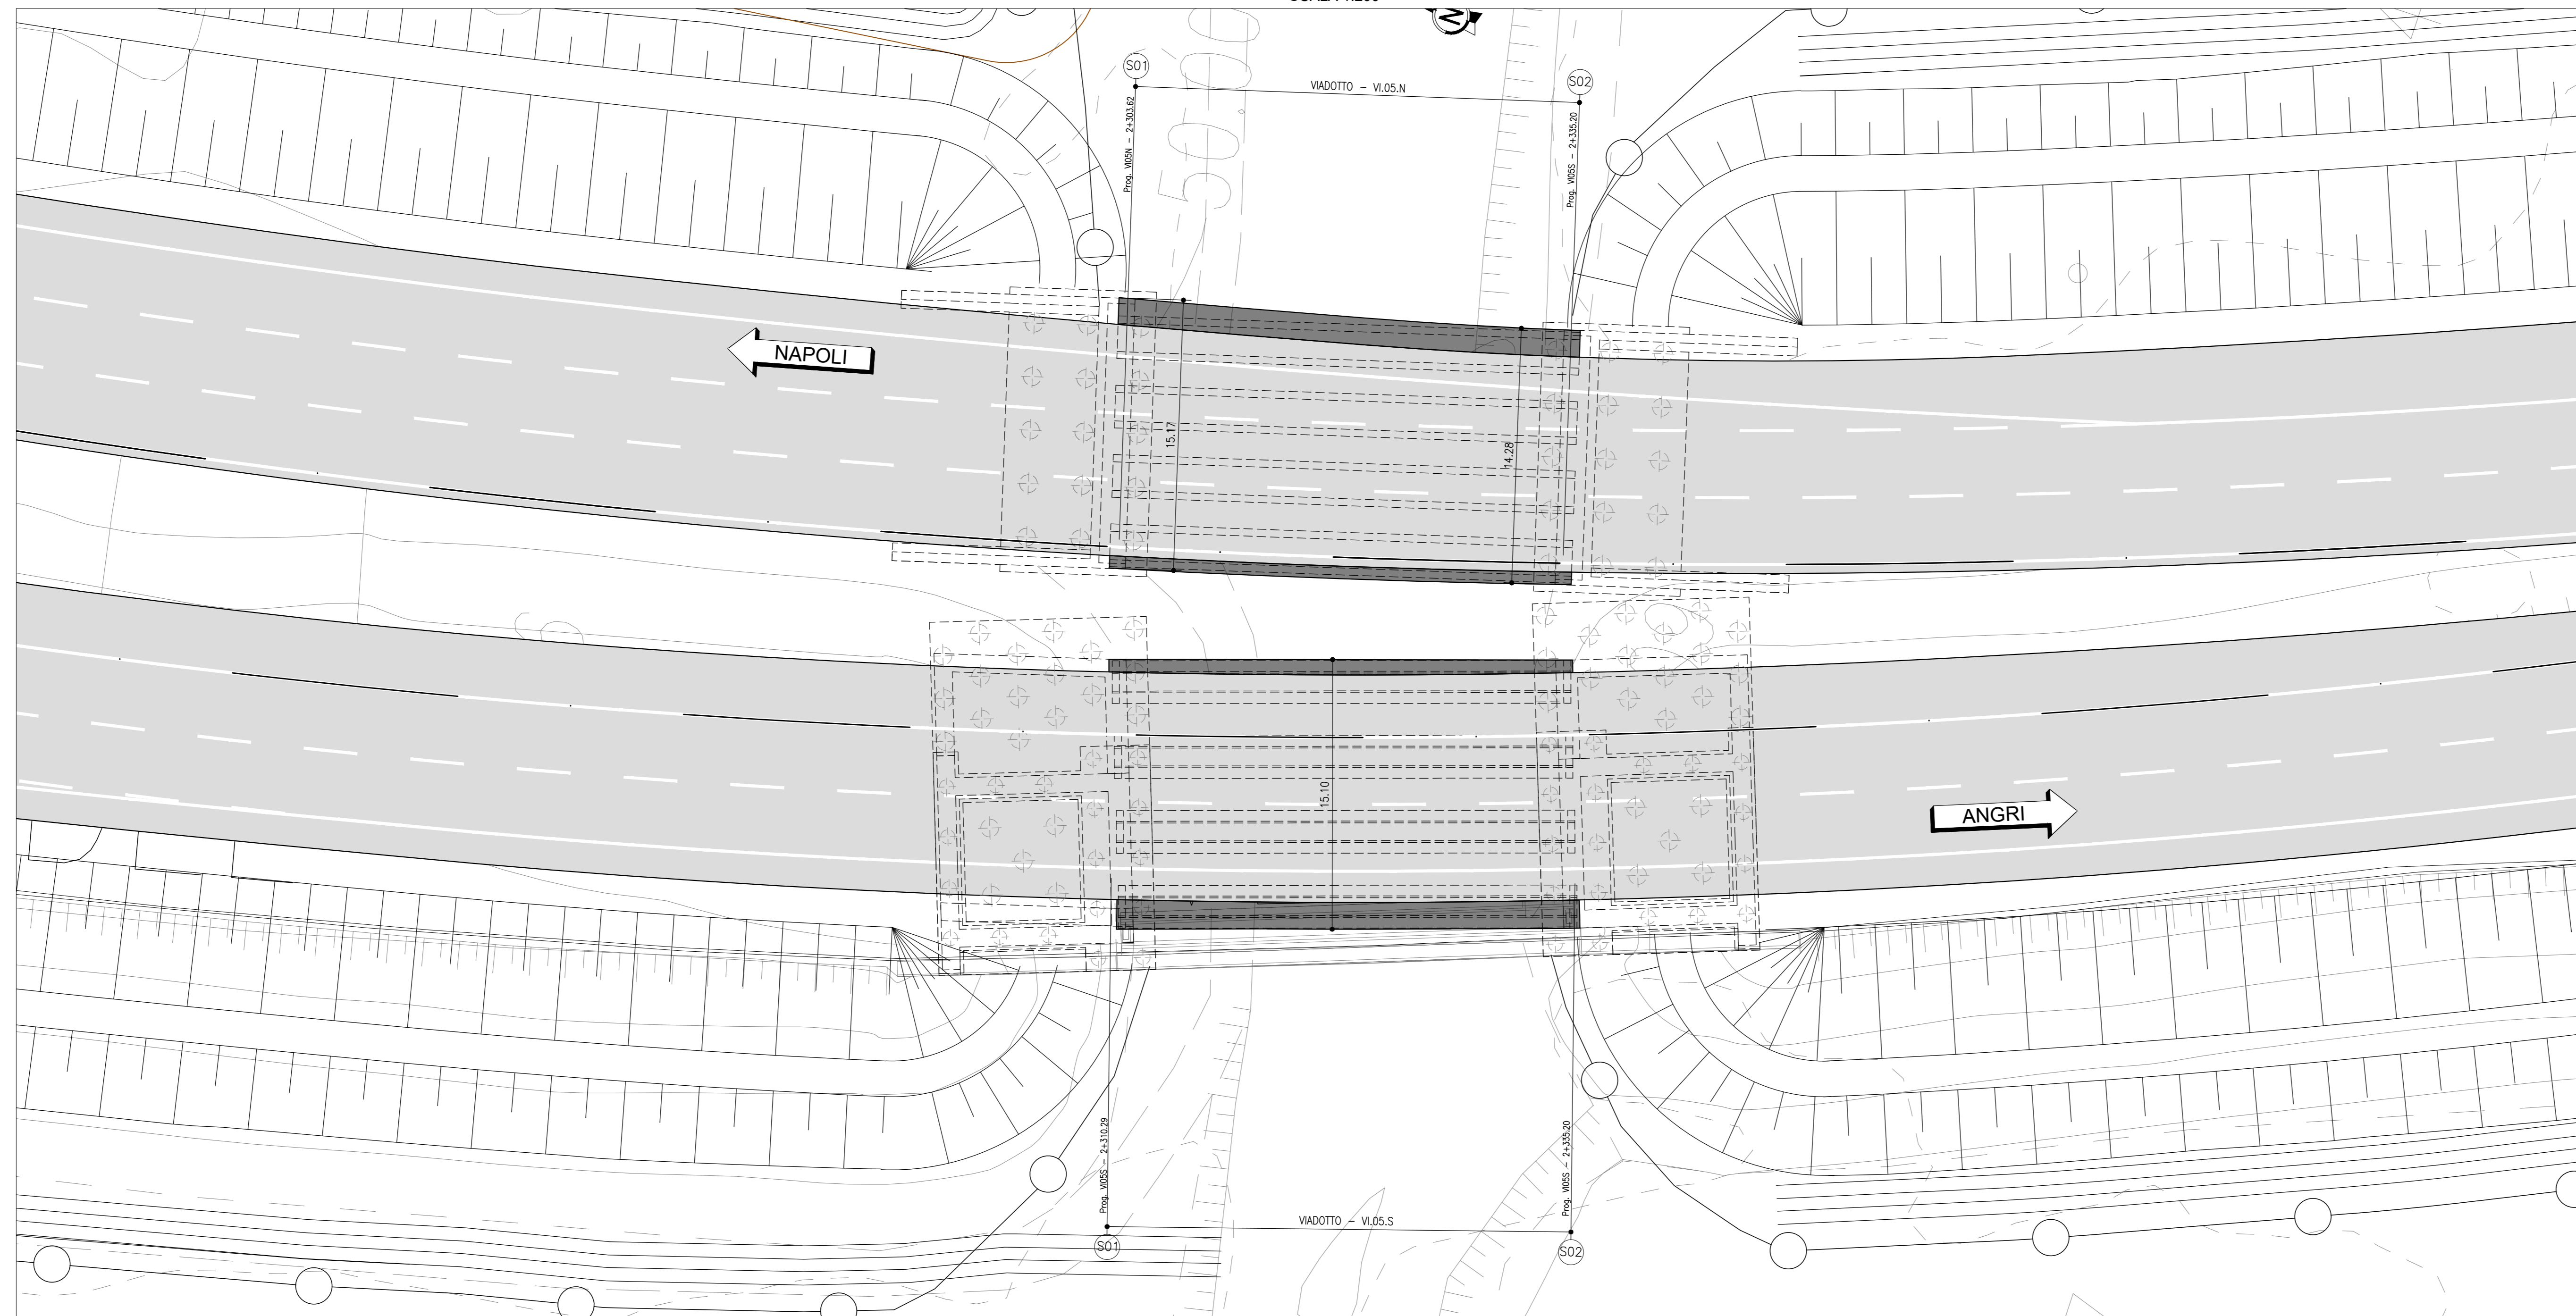 S01
S02
VIADOTTO – VI.05.N
Prog. VI05N – 2+303.62
Prog. VI05S – 2+335.20
NAPOLI
15.17
14.28
15.10
ANGRI
Prog. VI05S – 2+310.29
Prog. VI05S – 2+335.20
VIADOTTO – VI.05.S
S01
S02